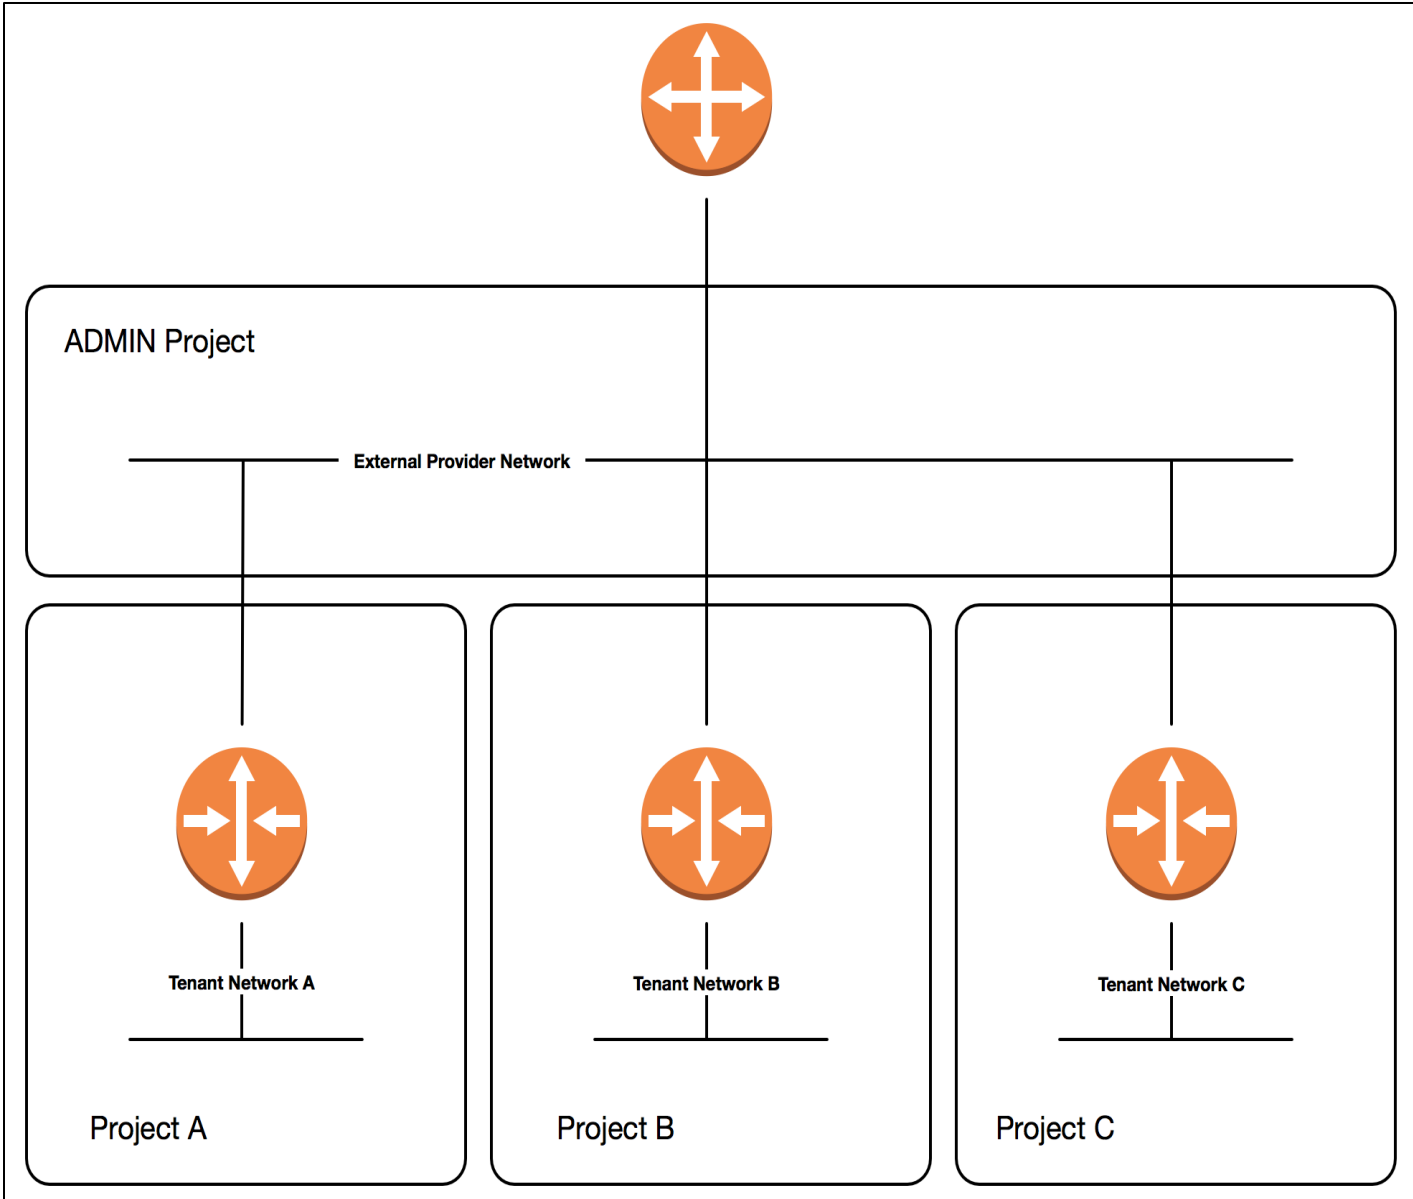 ADMIN Project
External Provider Network
Tenant Network A
Tenant Network B
Tenant Network C
Project A
Project B
Project C